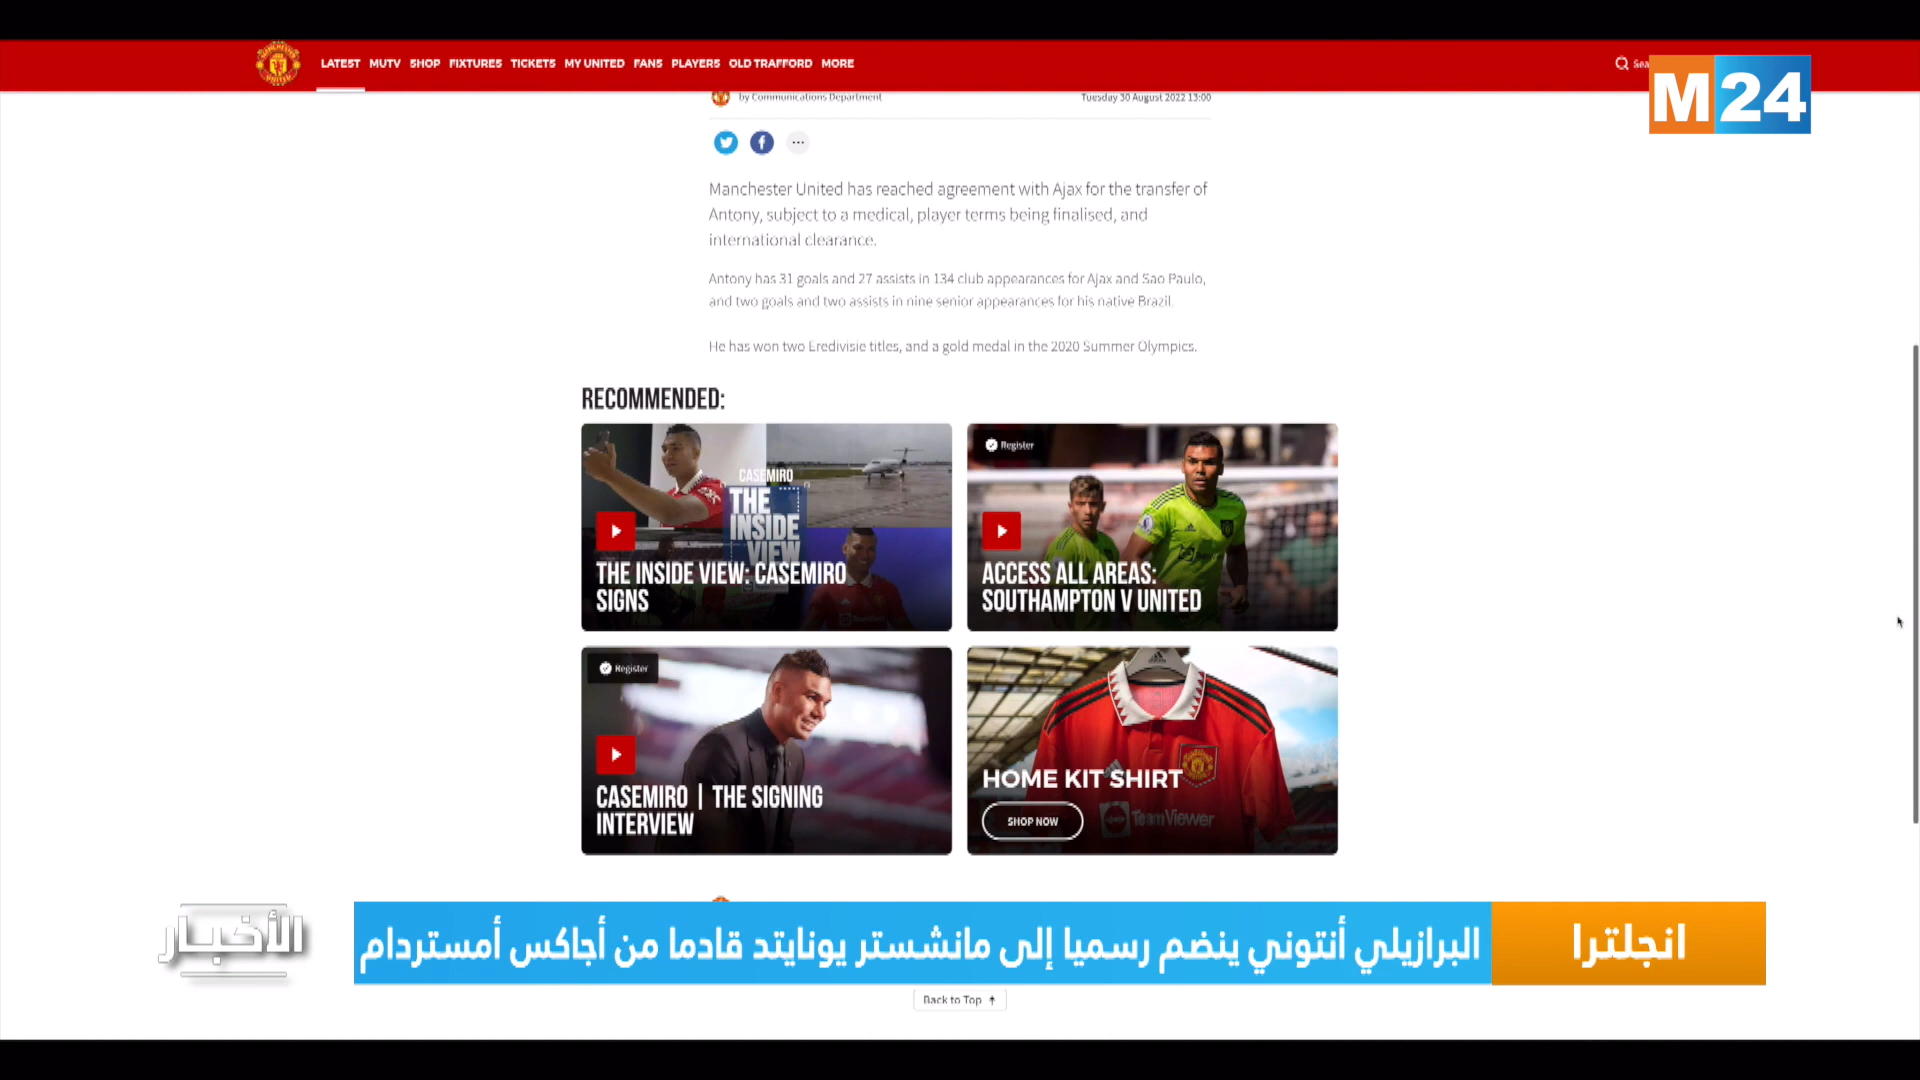 LATEST MUTV SHOP FIXTURES TICKETS MY UNITED FANS PLAYERS OLD TRAFFORD MORE
M24
by Communications Department
Tuesday 30 August 2022 13:00
Manchester United has reached agreement with Ajax for the transfer of
Antony, subject to a medical, player terms being finalised, and
international clearance.
Antony has 31 goals and 27 assists in 134 club appearances for Ajax and Sao Paulo,
and two goals and two assists in nine senior appearances for his native Brazil.
He has won two Eredivisie titles, and a gold medal in the 2020 Summer Olympics.
RECOMMENDED:
CASEMIRO
THE
INSIDE
VIEW
THE INSIDE VIEW: CASEMIRO
SIGNS
Register
ACCESS ALL AREAS:
SOUTHAMPTON V UNITED
Register
CASEMIRO | THE SIGNING
INTERVIEW
HOME KIT SHIRT
SHOP NOW
TeamViewer
انجلترا
البرازيلي أنتوني ينضم رسميا إلى مانشستر يونايتد قادما من أجاكس أمستردام
الأخبار
Back to Top